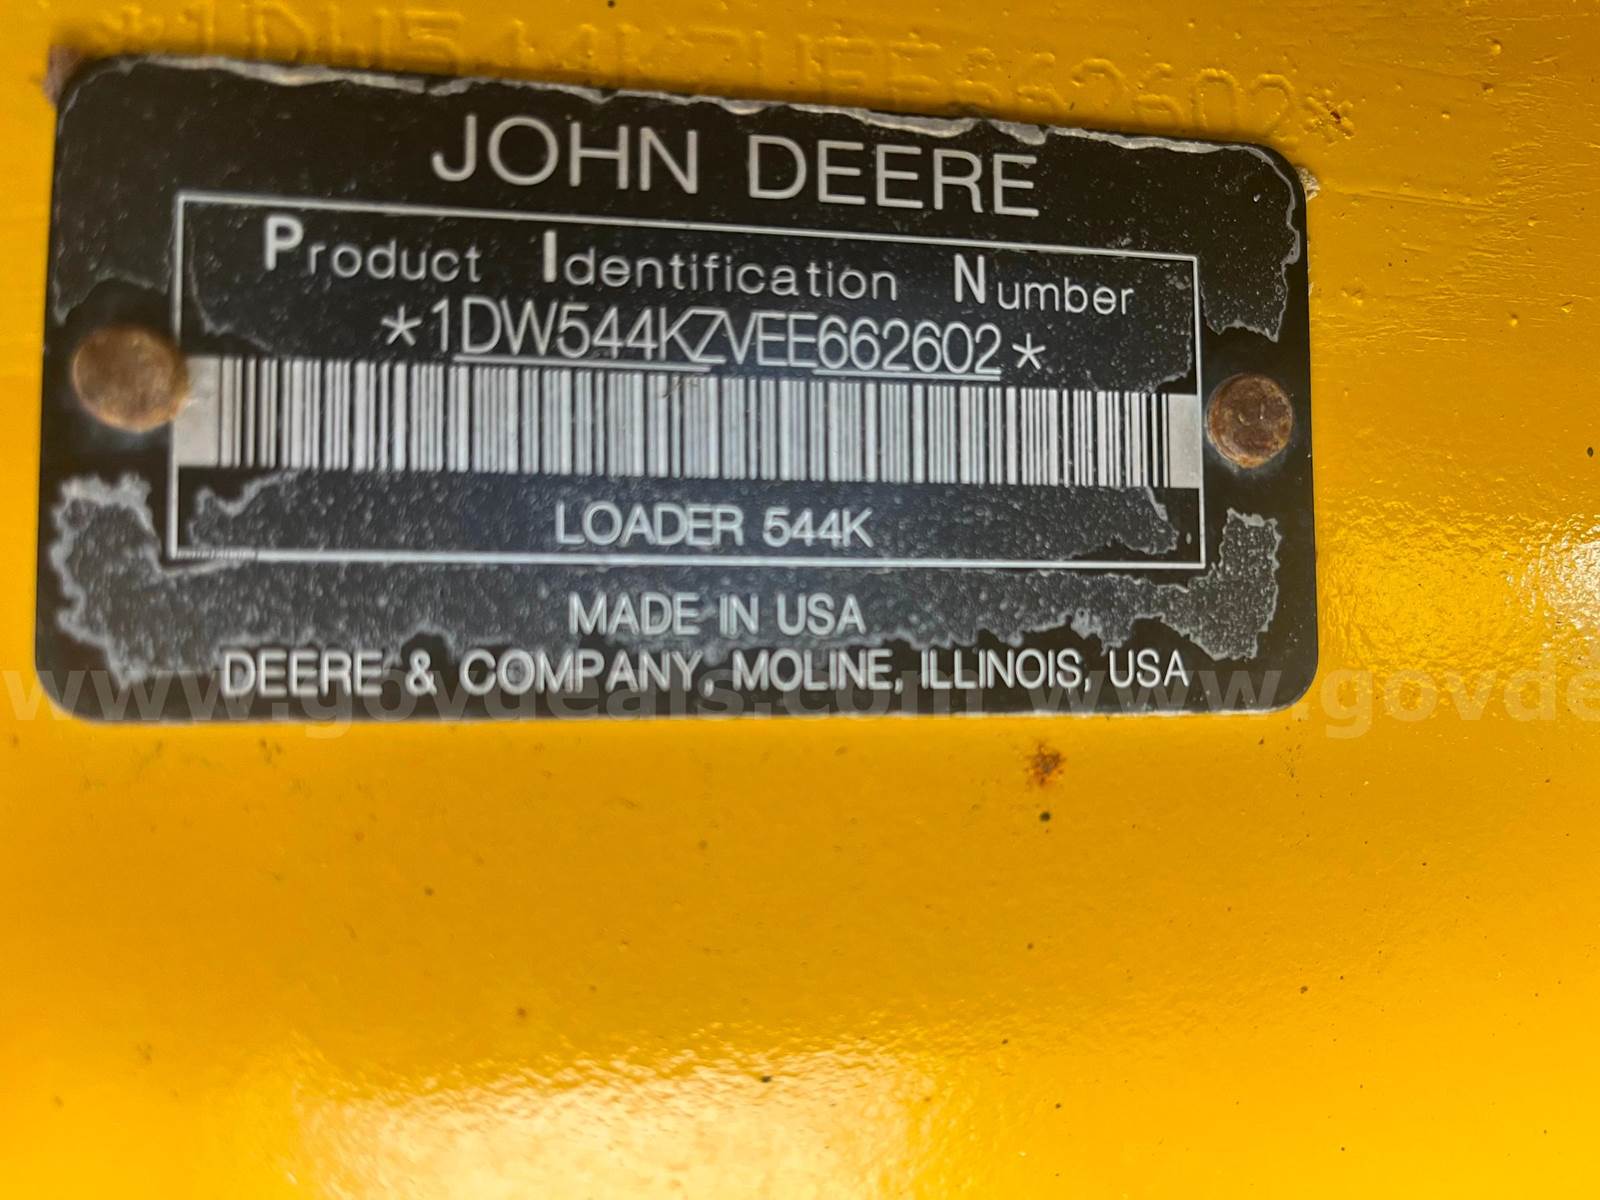 *1DW544KZVEE662602*
JOHN DEERE
Product Identification Number
*1DW544KZVEE662602*
LOADER 544K
MADE IN USA
DEERE & COMPANY, MOLINE, ILLINOIS, USA
www.govdeals.com www.govde